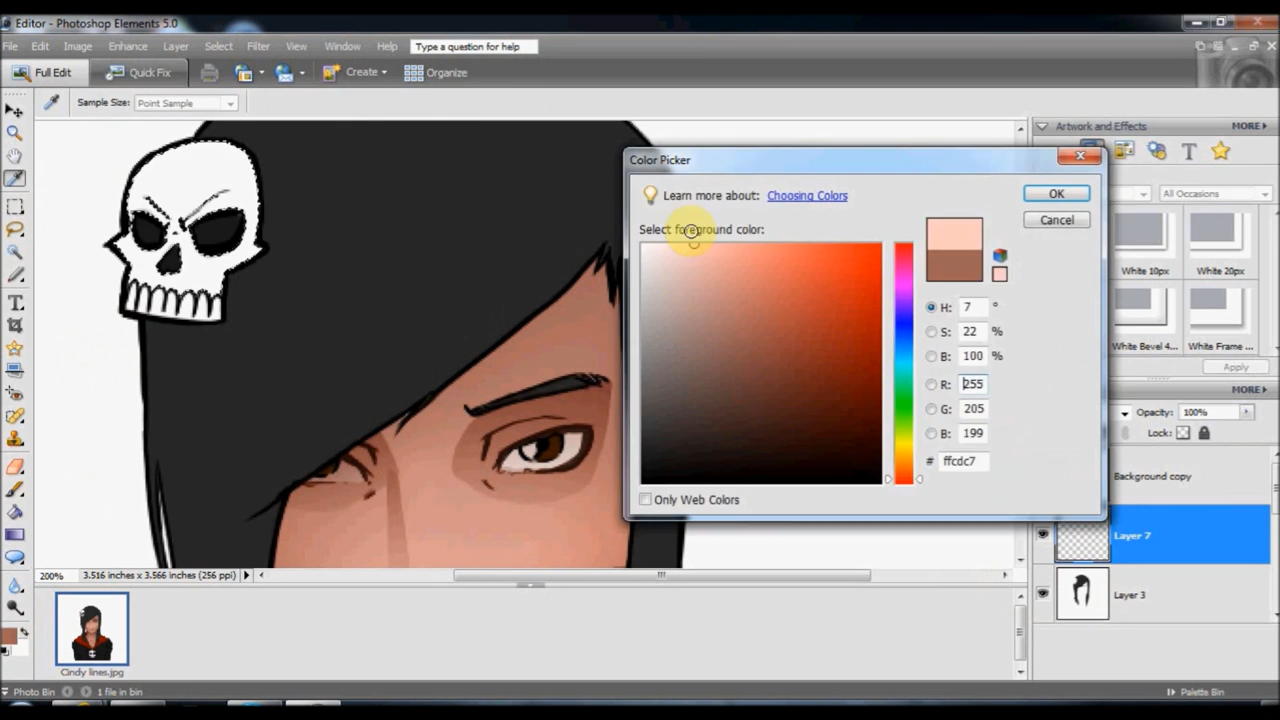 Editor - Photoshop Elements 5.0
File Edit Image Enhance Layer Select Filter View Window Help Type a question for help
Full Edit Quick Fix Create Organize
Sample Size: Point Sample
Artwork and Effects MORE
All Occasions
White 10px White 20px
White Bevel 4... White Frame ...
Apply
MORE
Opacity: 100%
Lock:
Background copy
Layer 7
Layer 3
Color Picker
Learn more about: Choosing Colors
OK
Cancel
Select foreground color:
H: 7 °
S: 22 %
B: 100 %
R: 255
G: 205
B: 199
# ffcdc7
Only Web Colors
200% 3.516 inches x 3.566 inches (256 ppi)
Cindy lines.jpg
Photo Bin 1 file in bin Palette Bin